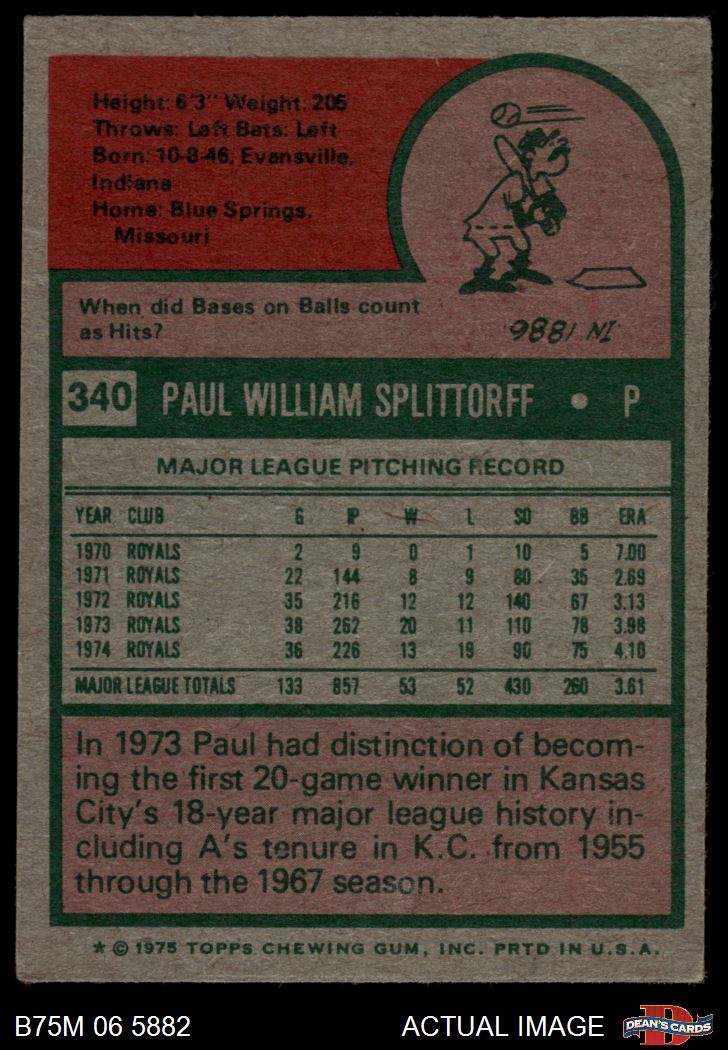 Height: 6'3" Weight: 205
Throws: Left Bats: Left
Born: 10-8-46, Evansville,
Indiana
Home: Blue Springs,
Missouri
When did Bases on Balls count
as Hits?
IN 1886
340 PAUL WILLIAM SPLITTORFF • P
MAJOR LEAGUE PITCHING RECORD
YEAR CLUB G IP W L SO BB ERA
1970 ROYALS 2 9 0 1 10 5 7.00
1971 ROYALS 22 144 8 9 80 35 2.69
1972 ROYALS 35 216 12 12 140 67 3.13
1973 ROYALS 38 262 20 11 110 78 3.98
1974 ROYALS 36 226 13 19 90 75 4.10
MAJOR LEAGUE TOTALS 133 857 53 52 430 260 3.61
In 1973 Paul had distinction of becom-
ing the first 20-game winner in Kansas
City's 18-year major league history in-
cluding A's tenure in K.C. from 1955
through the 1967 season.
* © 1975 TOPPS CHEWING GUM, INC. PRTD IN U.S.A.
B75M 06 5882 ACTUAL IMAGE DEAN'S CARDS